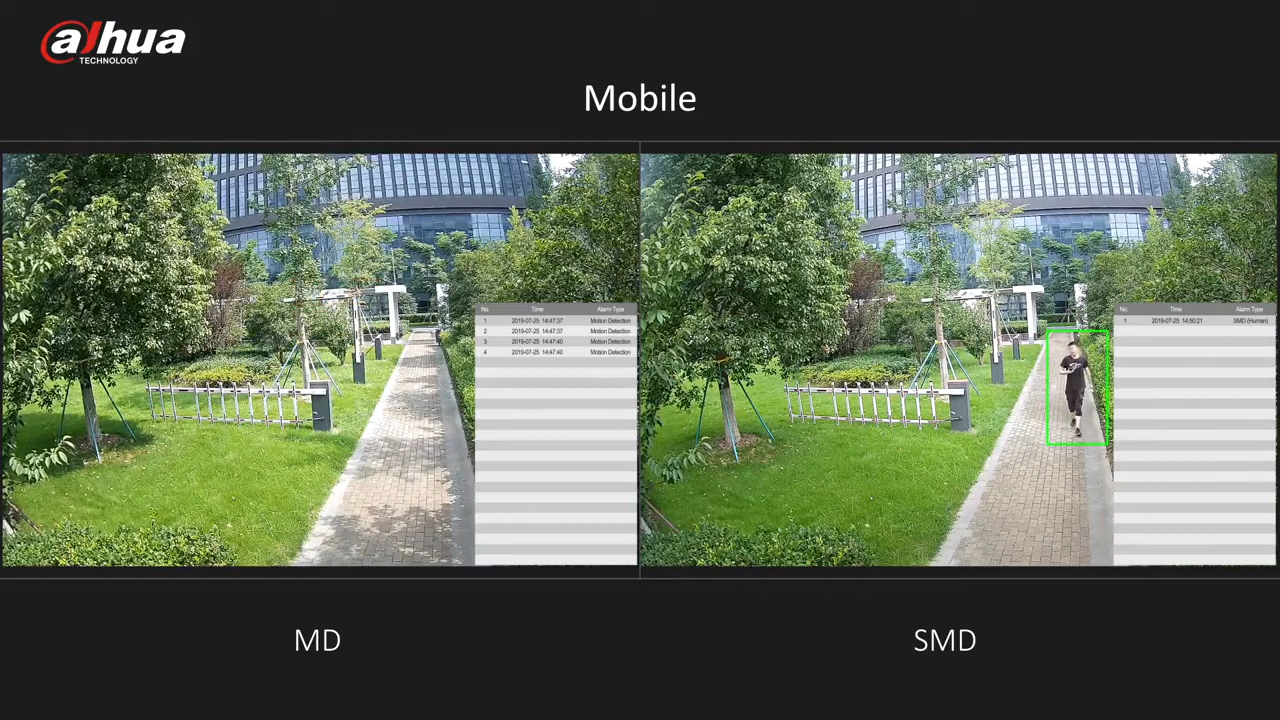 alhua
TECHNOLOGY
Mobile
No. Time Alarm Type
1 2019-07-25 14:47:37 Motion Detection
2 2019-07-25 14:47:37 Motion Detection
3 2019-07-25 14:47:40 Motion Detection
4 2019-07-25 14:47:40 Motion Detection
No. Time Alarm Type
1 2019-07-25 14:50:21 SMD (Human)
MD
SMD